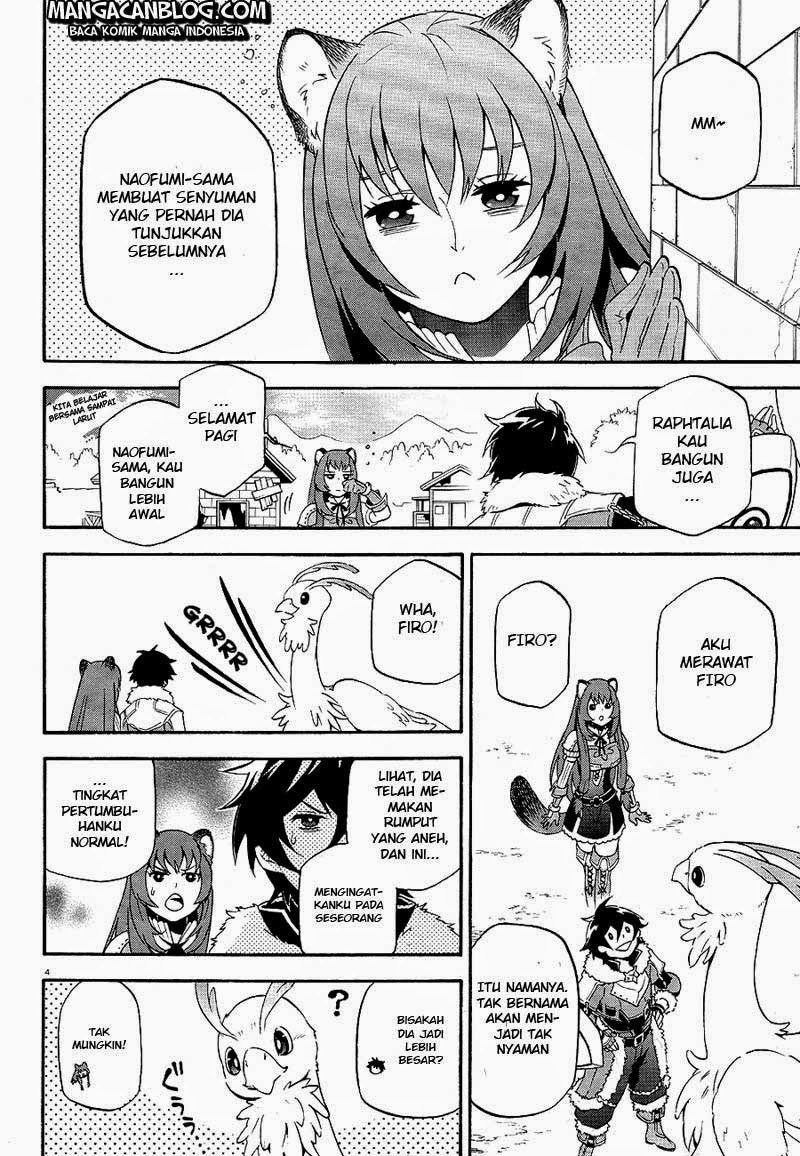 MANGACANBLOG.COM
BACA KOMIK MANGA INDONESIA
MM~
NAOFUMI-SAMA
MEMBUAT SENYUMAN
YANG PERNAH DIA
TUNJUKKAN
SEBELUMNYA
...
RAPHTALIA
KAU
BANGUN
JUGA
...
...
SELAMAT
PAGI
NAOFUMI-
SAMA, KAU
BANGUN
LEBIH
AWAL
KITA BELAJAR
BERSAMA SAMPAI
LARUT
AKU
MERAWAT
FIRO
FIRO?
ITU NAMANYA.
TAK BERNAMA
AKAN MEN-
JADI TAK
NYAMAN
WHA,
FIRO!
GRRRR
LIHAT, DIA
TELAH ME-
MAKAN
RUMPUT
YANG ANEH,
DAN INI...
MENGINGAT-
KANKU PADA
SESEORANG
...
TINGKAT
PERTUMBU-
HANKU
NORMAL!
4
BISAKAH
DIA JADI
LEBIH
BESAR?
?
ぐう
TAK
MUNGKIN!